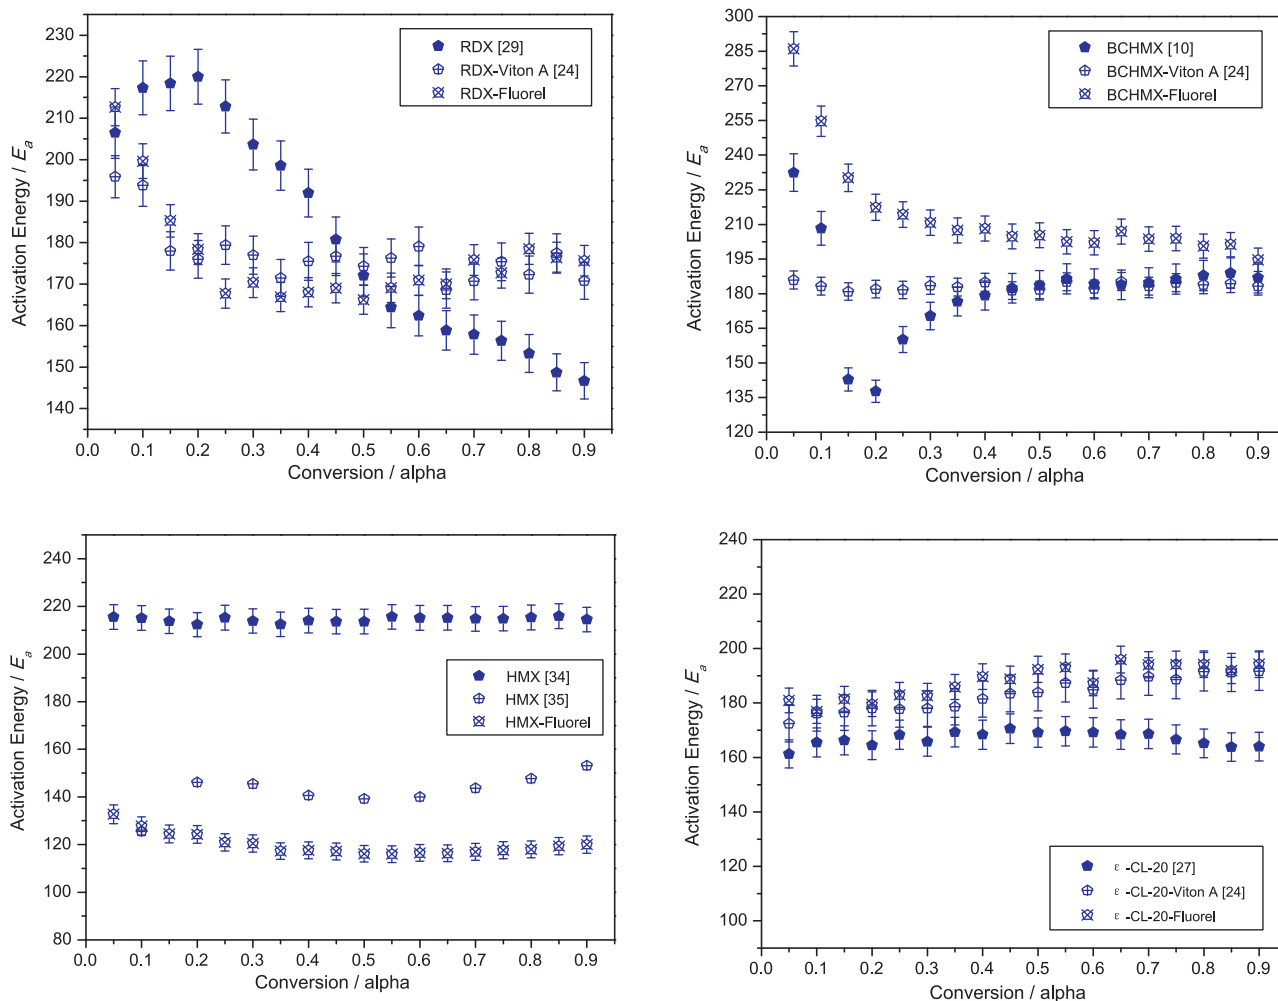 230
220
210
200
190
180
170
160
150
140
Activation Energy / Ea
RDX [29]
RDX-Viton A [24]
RDX-Fluorel
0.0 0.1 0.2 0.3 0.4 0.5 0.6 0.7 0.8 0.9
Conversion / alpha
300
285
270
255
240
225
210
195
180
165
150
135
120
Activation Energy / Ea
BCHMX [10]
BCHMX-Viton A [24]
BCHMX-Fluorel
0.0 0.1 0.2 0.3 0.4 0.5 0.6 0.7 0.8 0.9
Conversion / alpha
240
220
200
180
160
140
120
100
80
Activation Energy / Ea
HMX [34]
HMX [35]
HMX-Fluorel
0.0 0.1 0.2 0.3 0.4 0.5 0.6 0.7 0.8 0.9
Conversion / alpha
240
220
200
180
160
140
120
100
Activation Energy / Ea
ε -CL-20 [27]
ε -CL-20-Viton A [24]
ε -CL-20-Fluorel
0.0 0.1 0.2 0.3 0.4 0.5 0.6 0.7 0.8 0.9
Conversion / alpha